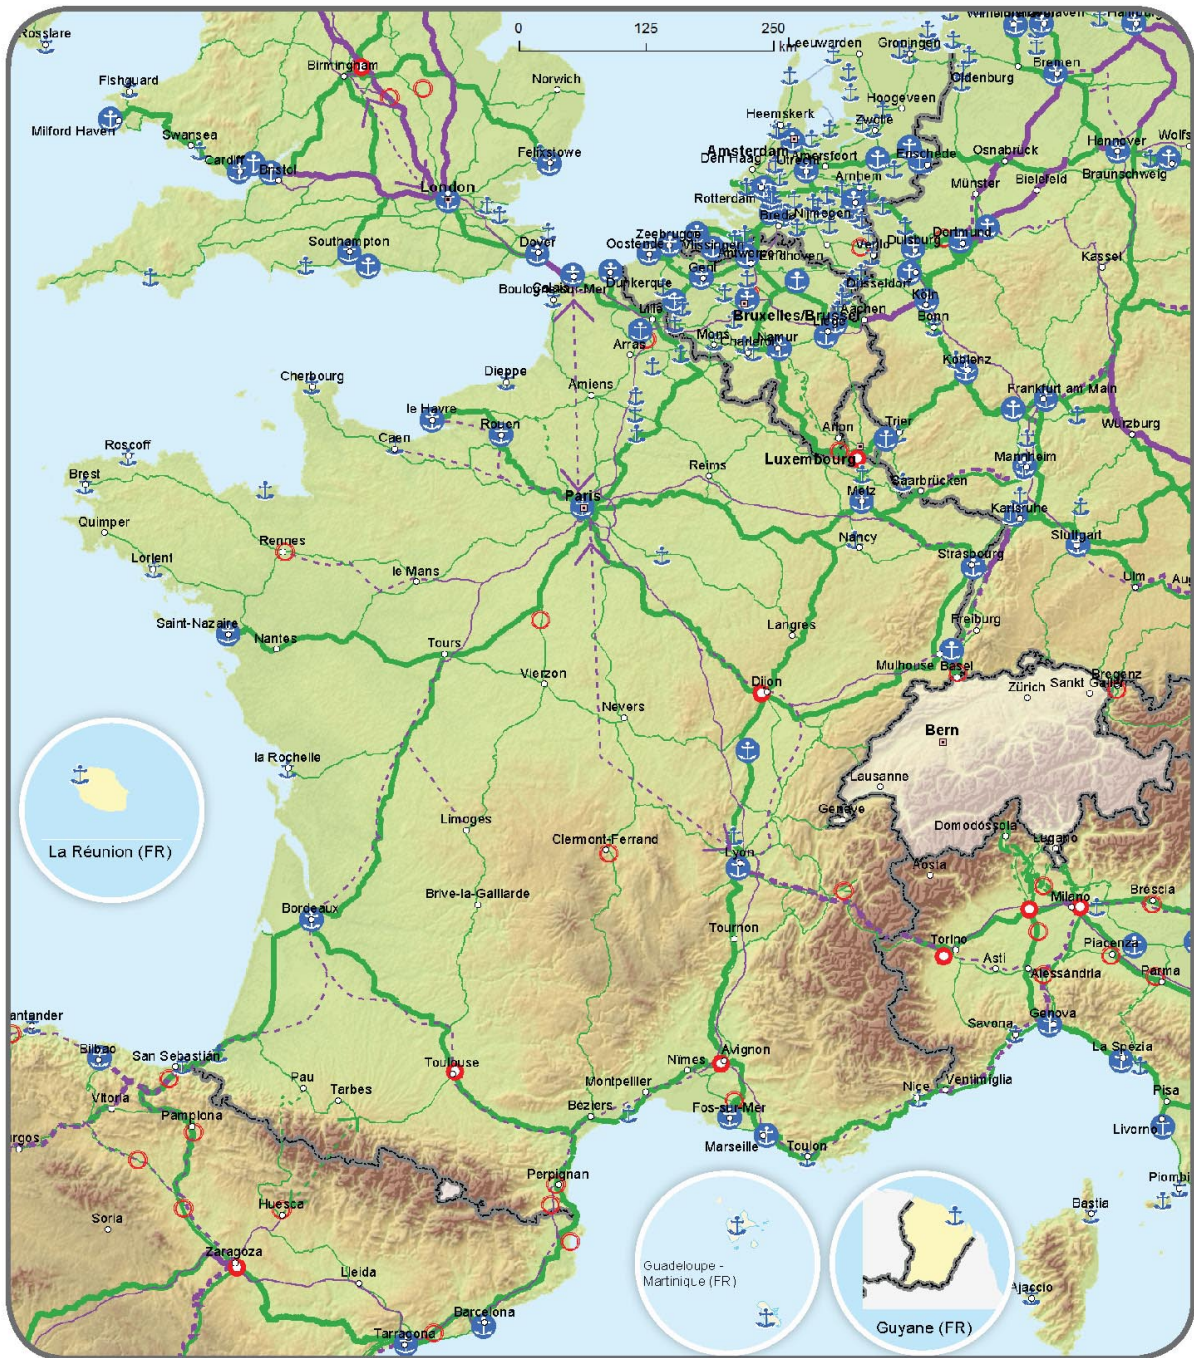 Rosslare
0 125 250
km
Leeuwarden
Groningen
Birmingham
Bremen
Oldenburg
Fishguard
Norwich
Hoogeveen
Heemskerk
Zwolle
Milford Haven
Swansea
Amsterdam
Hannover
Osnabrück
Cardiff
Felixstowe
Den Haag
Utrecht
Amersfoort
Enschede
Bristol
Braunschweig
London
Arnhem
Münster
Bielefeld
Rotterdam
Breda
Nijmegen
Southampton
Dover
Zeebrugge
Oostende
Vlissingen
Antwerpen
Eindhoven
Venlo
Duisburg
Dortmund
Kassel
Calais
Dunkerque
Gent
Düsseldorf
Boulogne-sur-Mer
Köln
Lille
Bruxelles/Brussel
Aachen
Bonn
Arras
Mons
Charleroi
Namur
Liège
Koblenz
Cherbourg
Dieppe
Amiens
Frankfurt am Main
le Havre
Rouen
Arlon
Trier
Würzburg
Caen
Roscoff
Luxembourg
Mannheim
Brest
Reims
Saarbrücken
Paris
Metz
Karlsruhe
Quimper
Rennes
Nancy
Stuttgart
Lorient
le Mans
Strasbourg
Ulm
Saint-Nazaire
Nantes
Tours
Langres
Freiburg
Vierzon
Dijon
Mulhouse
Basel
Bregenz
Zürich
Sankt Gallen
Nevers
Bern
la Rochelle
Lausanne
La Réunion (FR)
Limoges
Clermont-Ferrand
Genève
Domodossola
Lugano
Lyon
Aosta
Brive-la-Gaillarde
Milano
Brescia
Bordeaux
Tournon
Torino
Asti
Piacenza
Alessandria
Parma
Genova
Savona
Bilbao
San Sebastián
Toulouse
Nîmes
Avignon
La Spezia
Vitoria
Pau
Tarbes
Montpellier
Nice
Ventimiglia
Pamplona
Béziers
Fos-sur-Mer
Pisa
Marseille
Toulon
Livorno
Perpignan
Soria
Huesca
Bastia
Zaragoza
Guadeloupe -
Martinique (FR)
Lleida
Ajaccio
Barcelona
Guyane (FR)
Tarragona